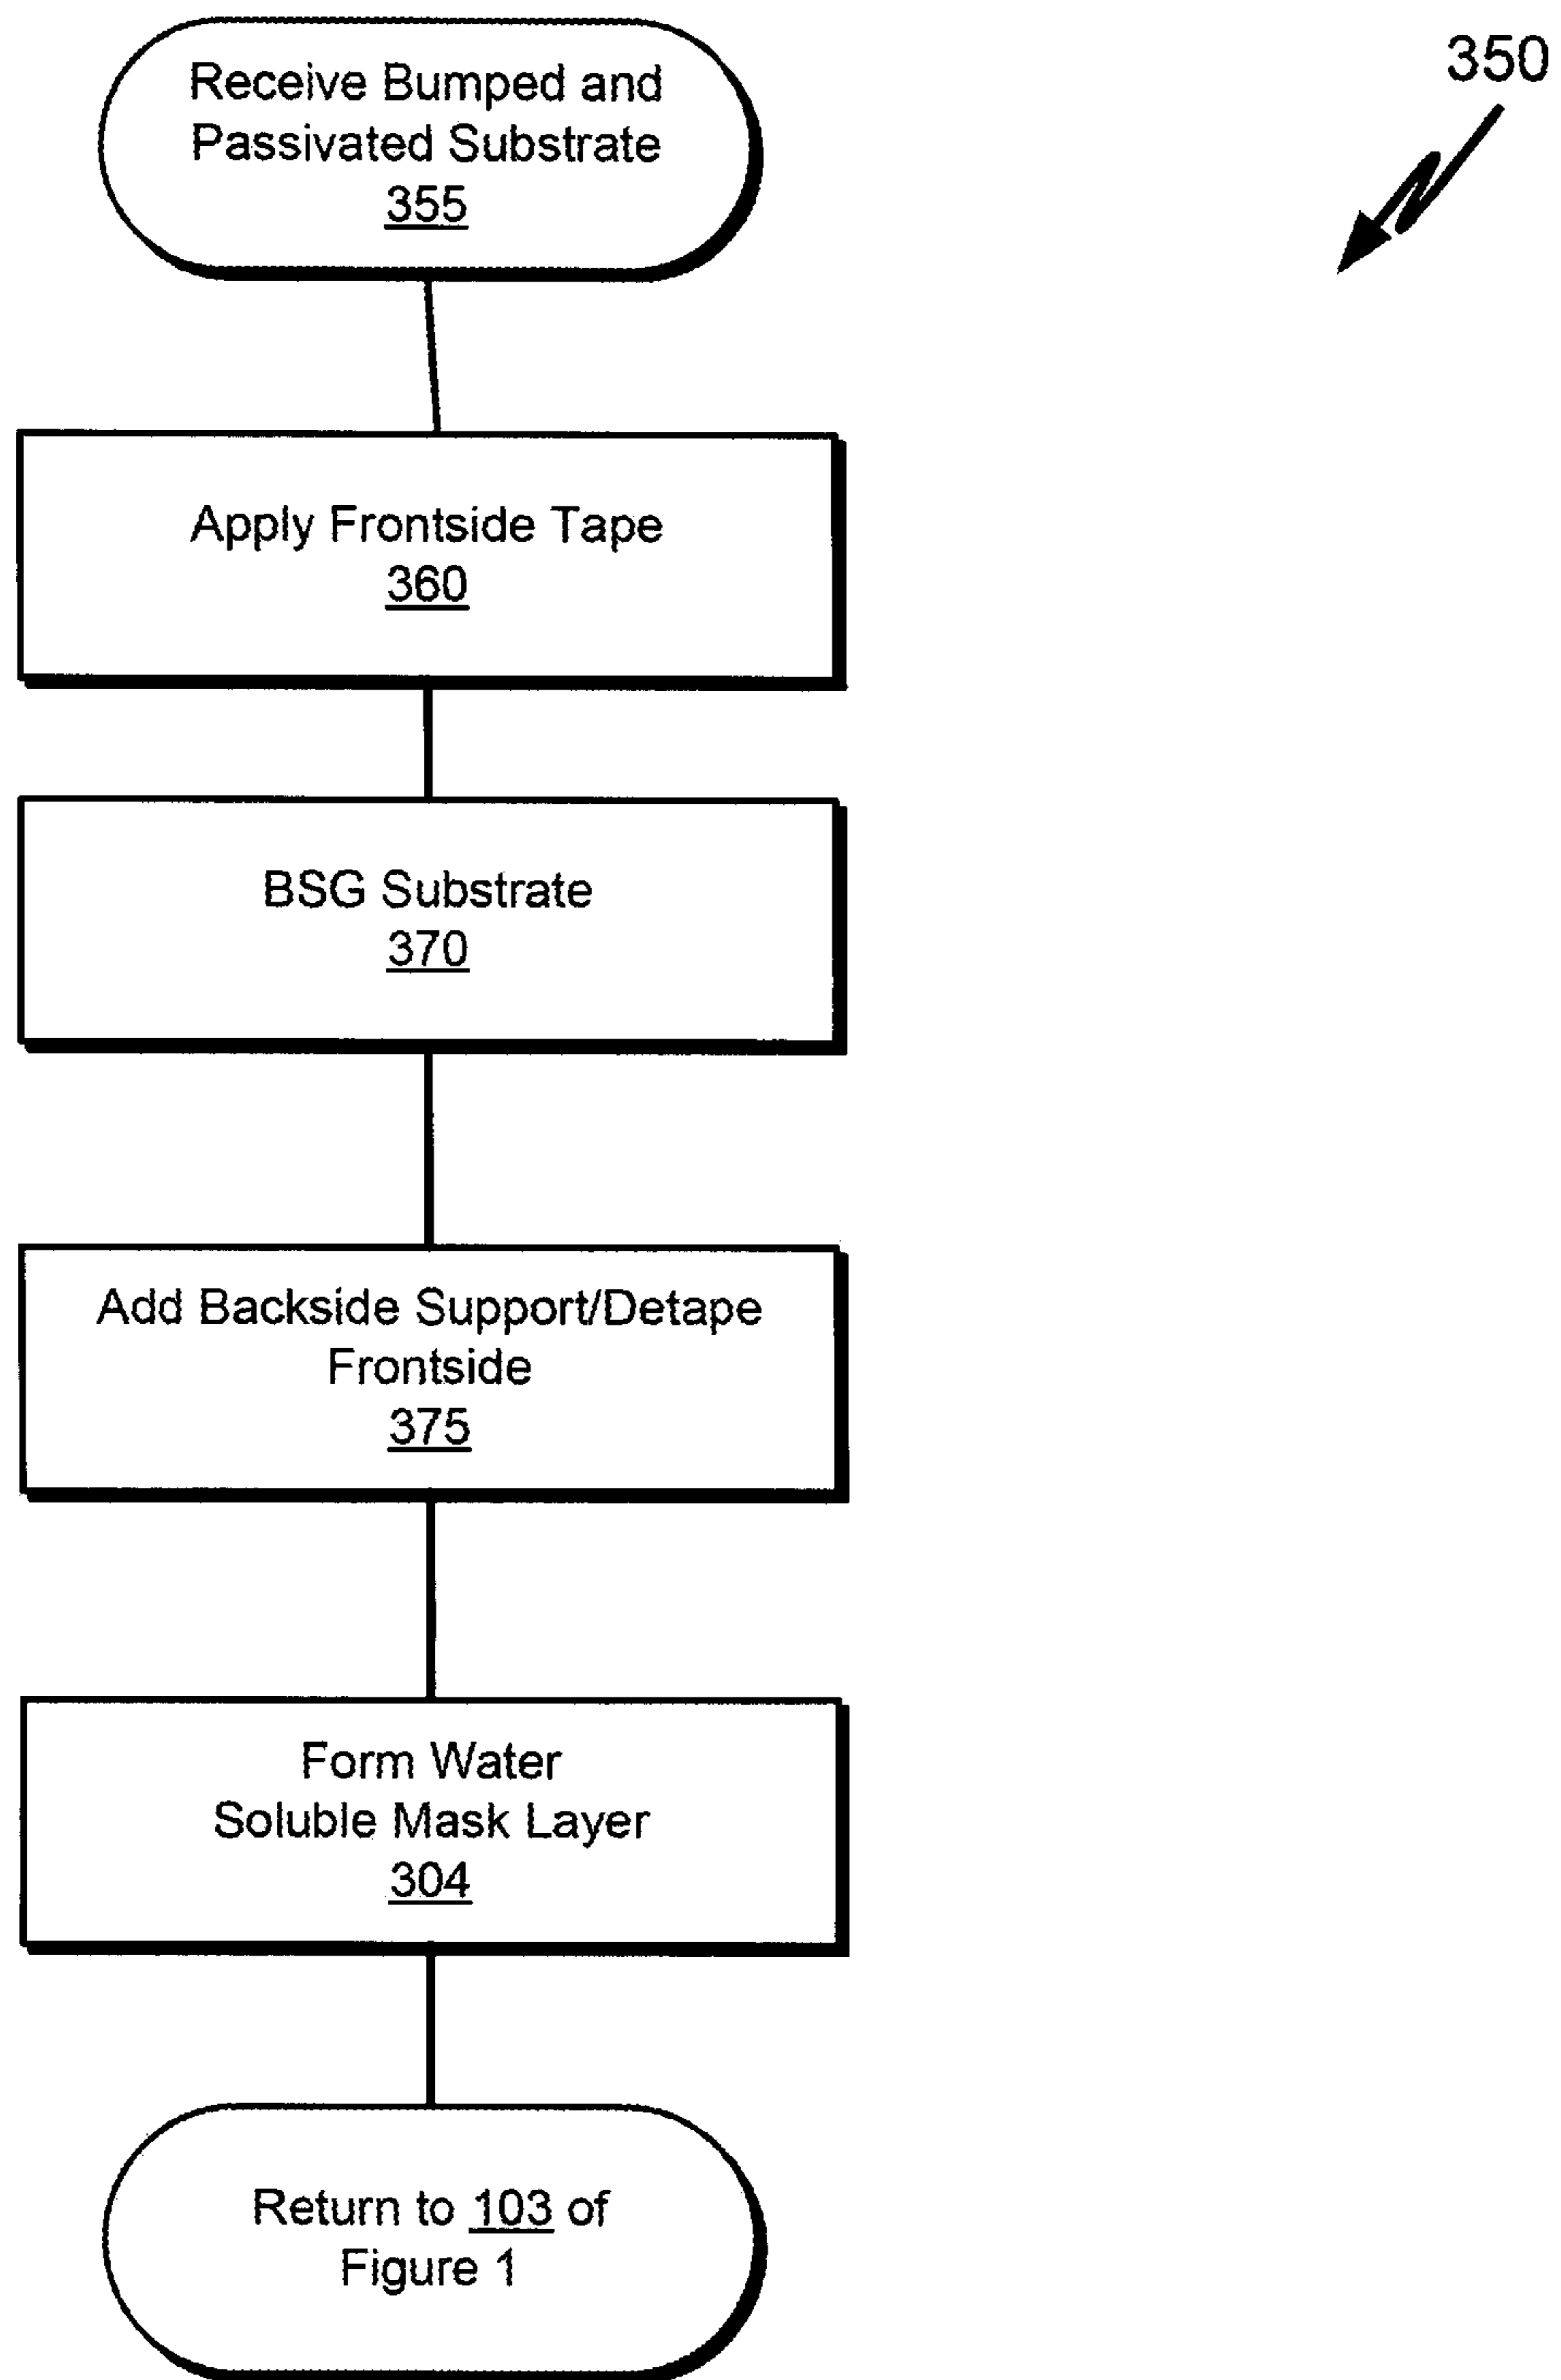 350
Receive Bumped and
Passivated Substrate
355
Apply Frontside Tape
360
BSG Substrate
370
Add Backside Support/Detape
Frontside
375
Form Water
Soluble Mask Layer
304
Return to 103 of
Figure 1